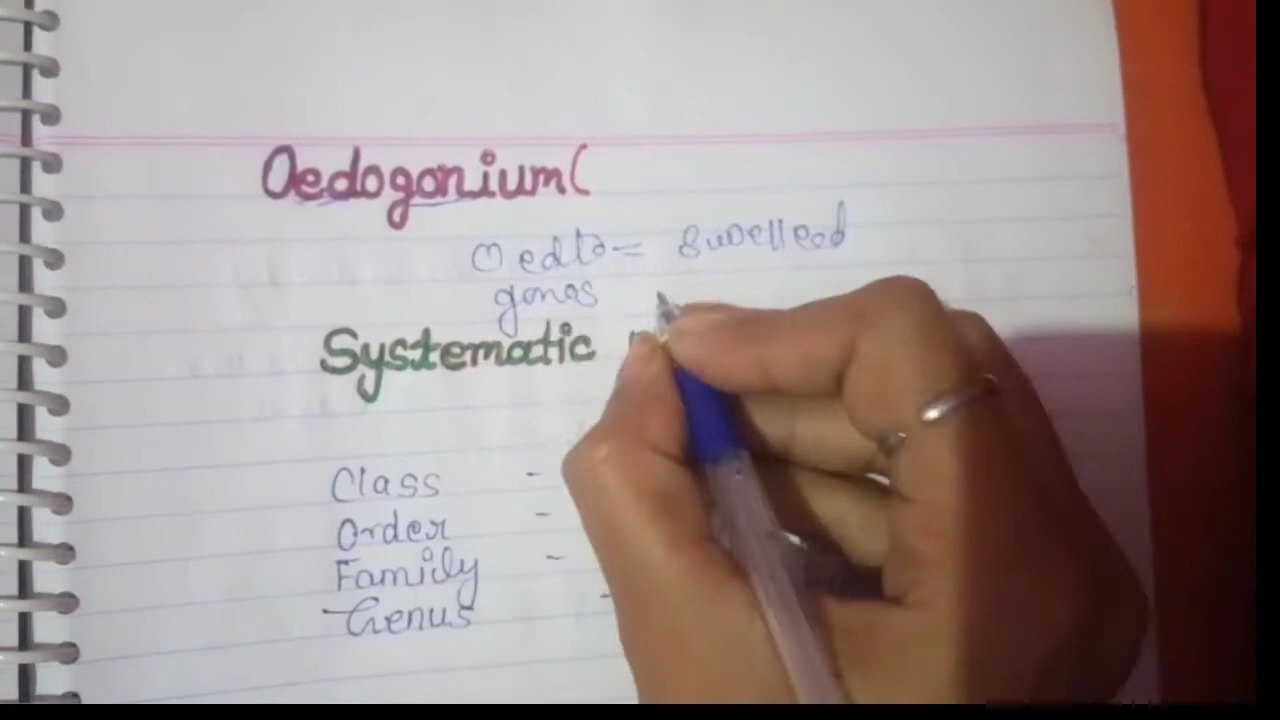 Oedogonium(
Oedto = Swelled
gonos
Systematic
Class -
Order -
Family -
Genus -